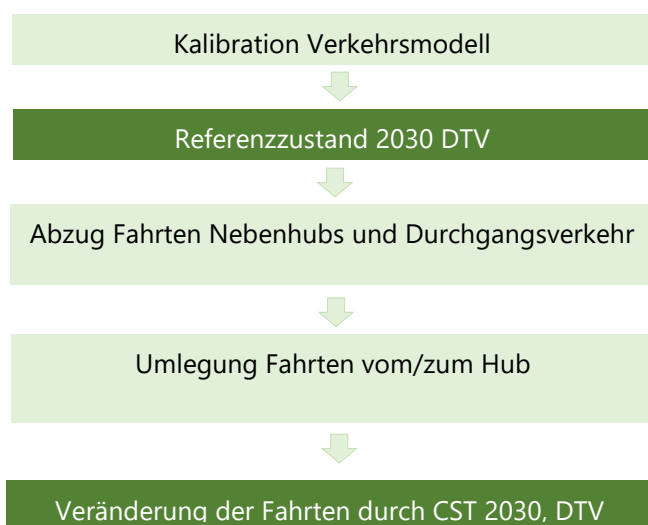 Kalibration Verkehrsmodell
Referenzzustand 2030 DTV
Abzug Fahrten Nebenhubs und Durchgangsverkehr
Umlegung Fahrten vom/zum Hub
Veränderung der Fahrten durch CST 2030, DTV